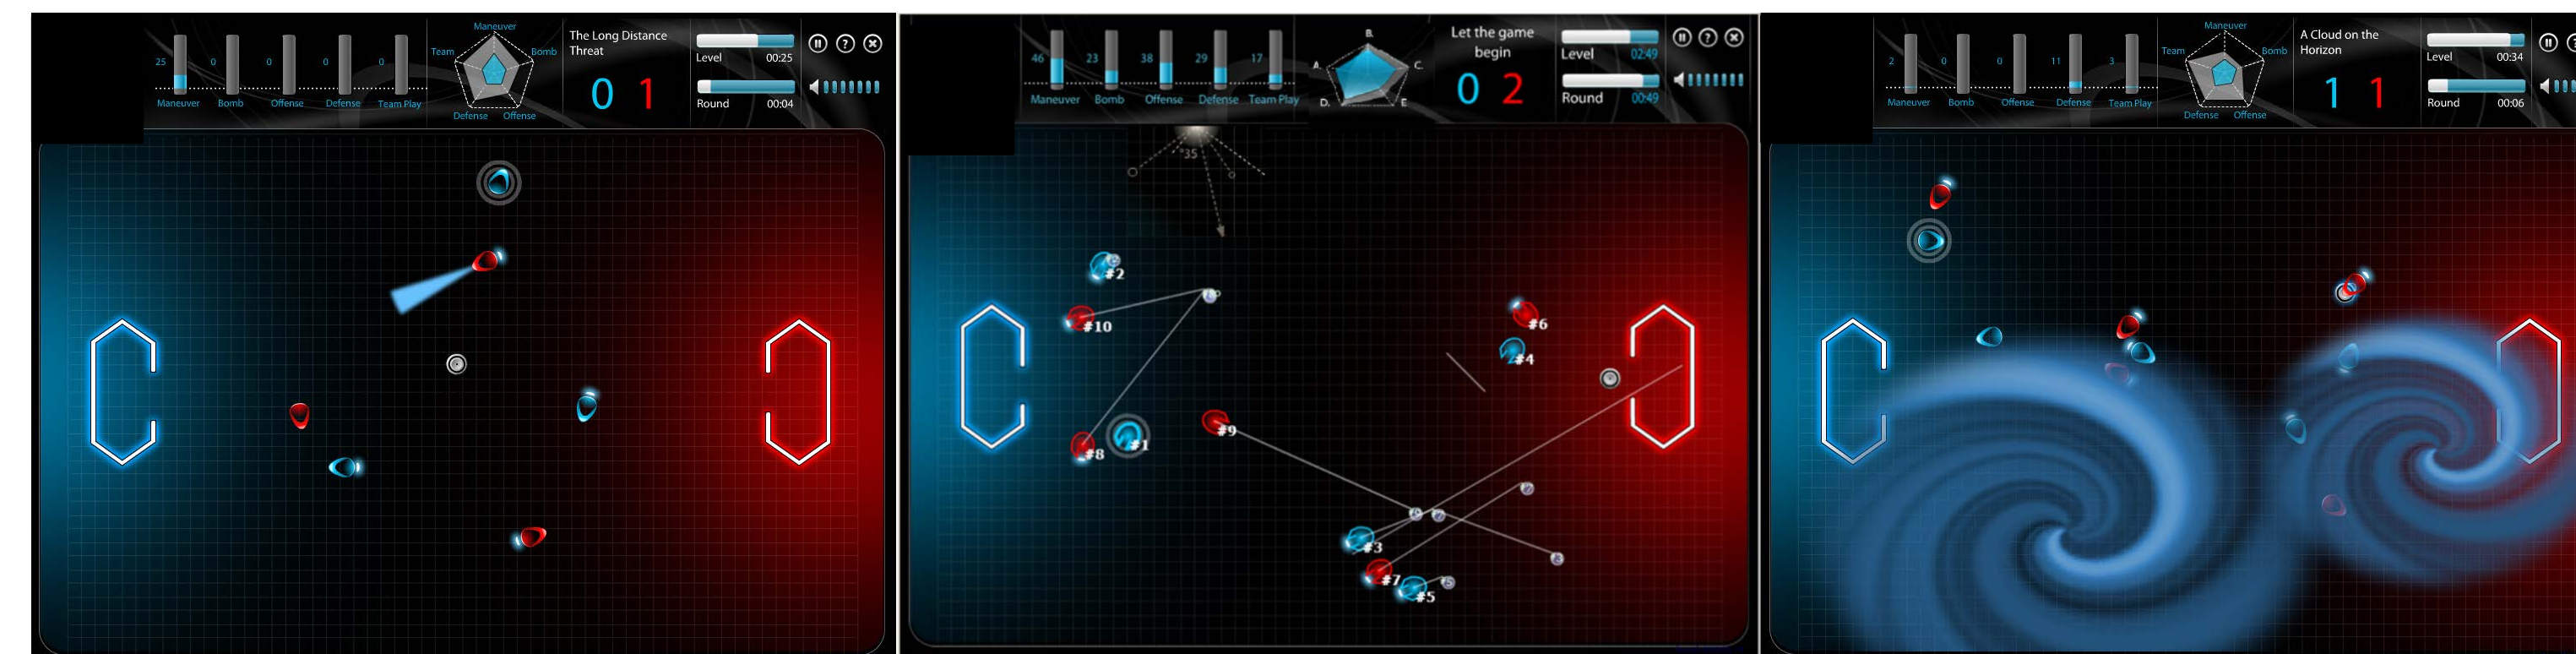 Maneuver
Team
Bomb
Defense Offense
25 0 0 0 0
Maneuver Bomb Offense Defense Team Play
The Long Distance
Threat
0 1
Level 00:25
Round 00:04
46 23 38 29 17
Maneuver Bomb Offense Defense Team Play
B.
A. C.
D. E
Let the game
begin
0 2
Level 02:49
Round 00:49
°35
#2
#10
#6
#4
#9
#1
#8
#3
#7
#5
2 0 0 11 3
Maneuver Bomb Offense Defense Team Play
Maneuver
Team
Bomb
Defense Offense
A Cloud on the
Horizon
1 1
Level 00:34
Round 00:06